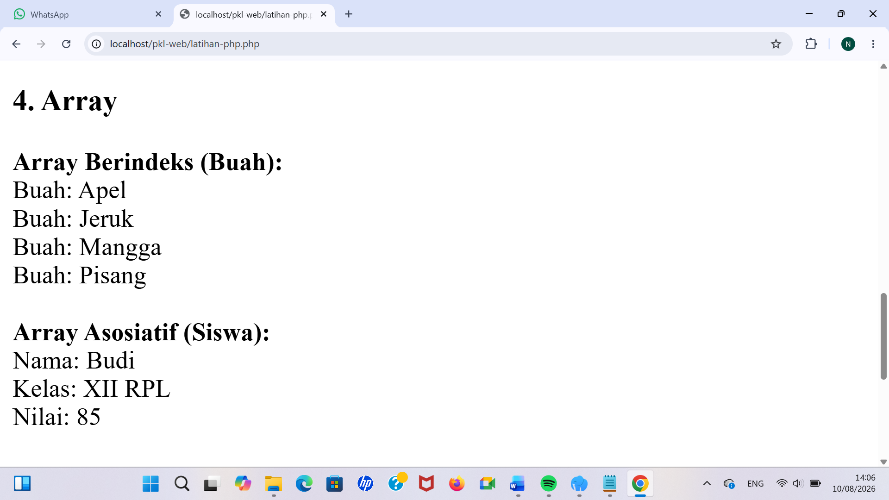 WhatsApp
localhost/pkl-web/latihan-php.p
localhost/pkl-web/latihan-php.php
N
4. Array
Array Berindeks (Buah):
Buah: Apel
Buah: Jeruk
Buah: Mangga
Buah: Pisang
Array Asosiatif (Siswa):
Nama: Budi
Kelas: XII RPL
Nilai: 85
ENG
14:06
10/08/2026